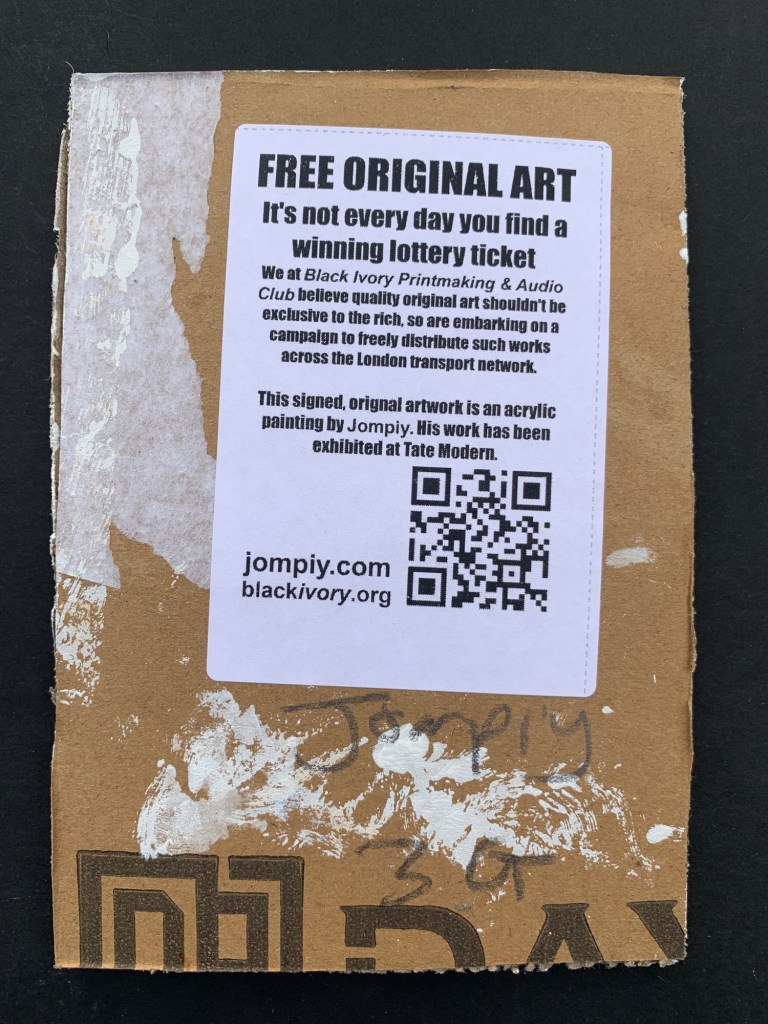 FREE ORIGINAL ART
It's not every day you find a
winning lottery ticket
We at Black Ivory Printmaking & Audio
Club believe quality original art shouldn't be
exclusive to the rich, so are embarking on a
campaign to freely distribute such works
across the London transport network.
This signed, orignal artwork is an acrylic
painting by Jompiy. His work has been
exhibited at Tate Modern.
jompiy.com
blackivory.org
Jompiy